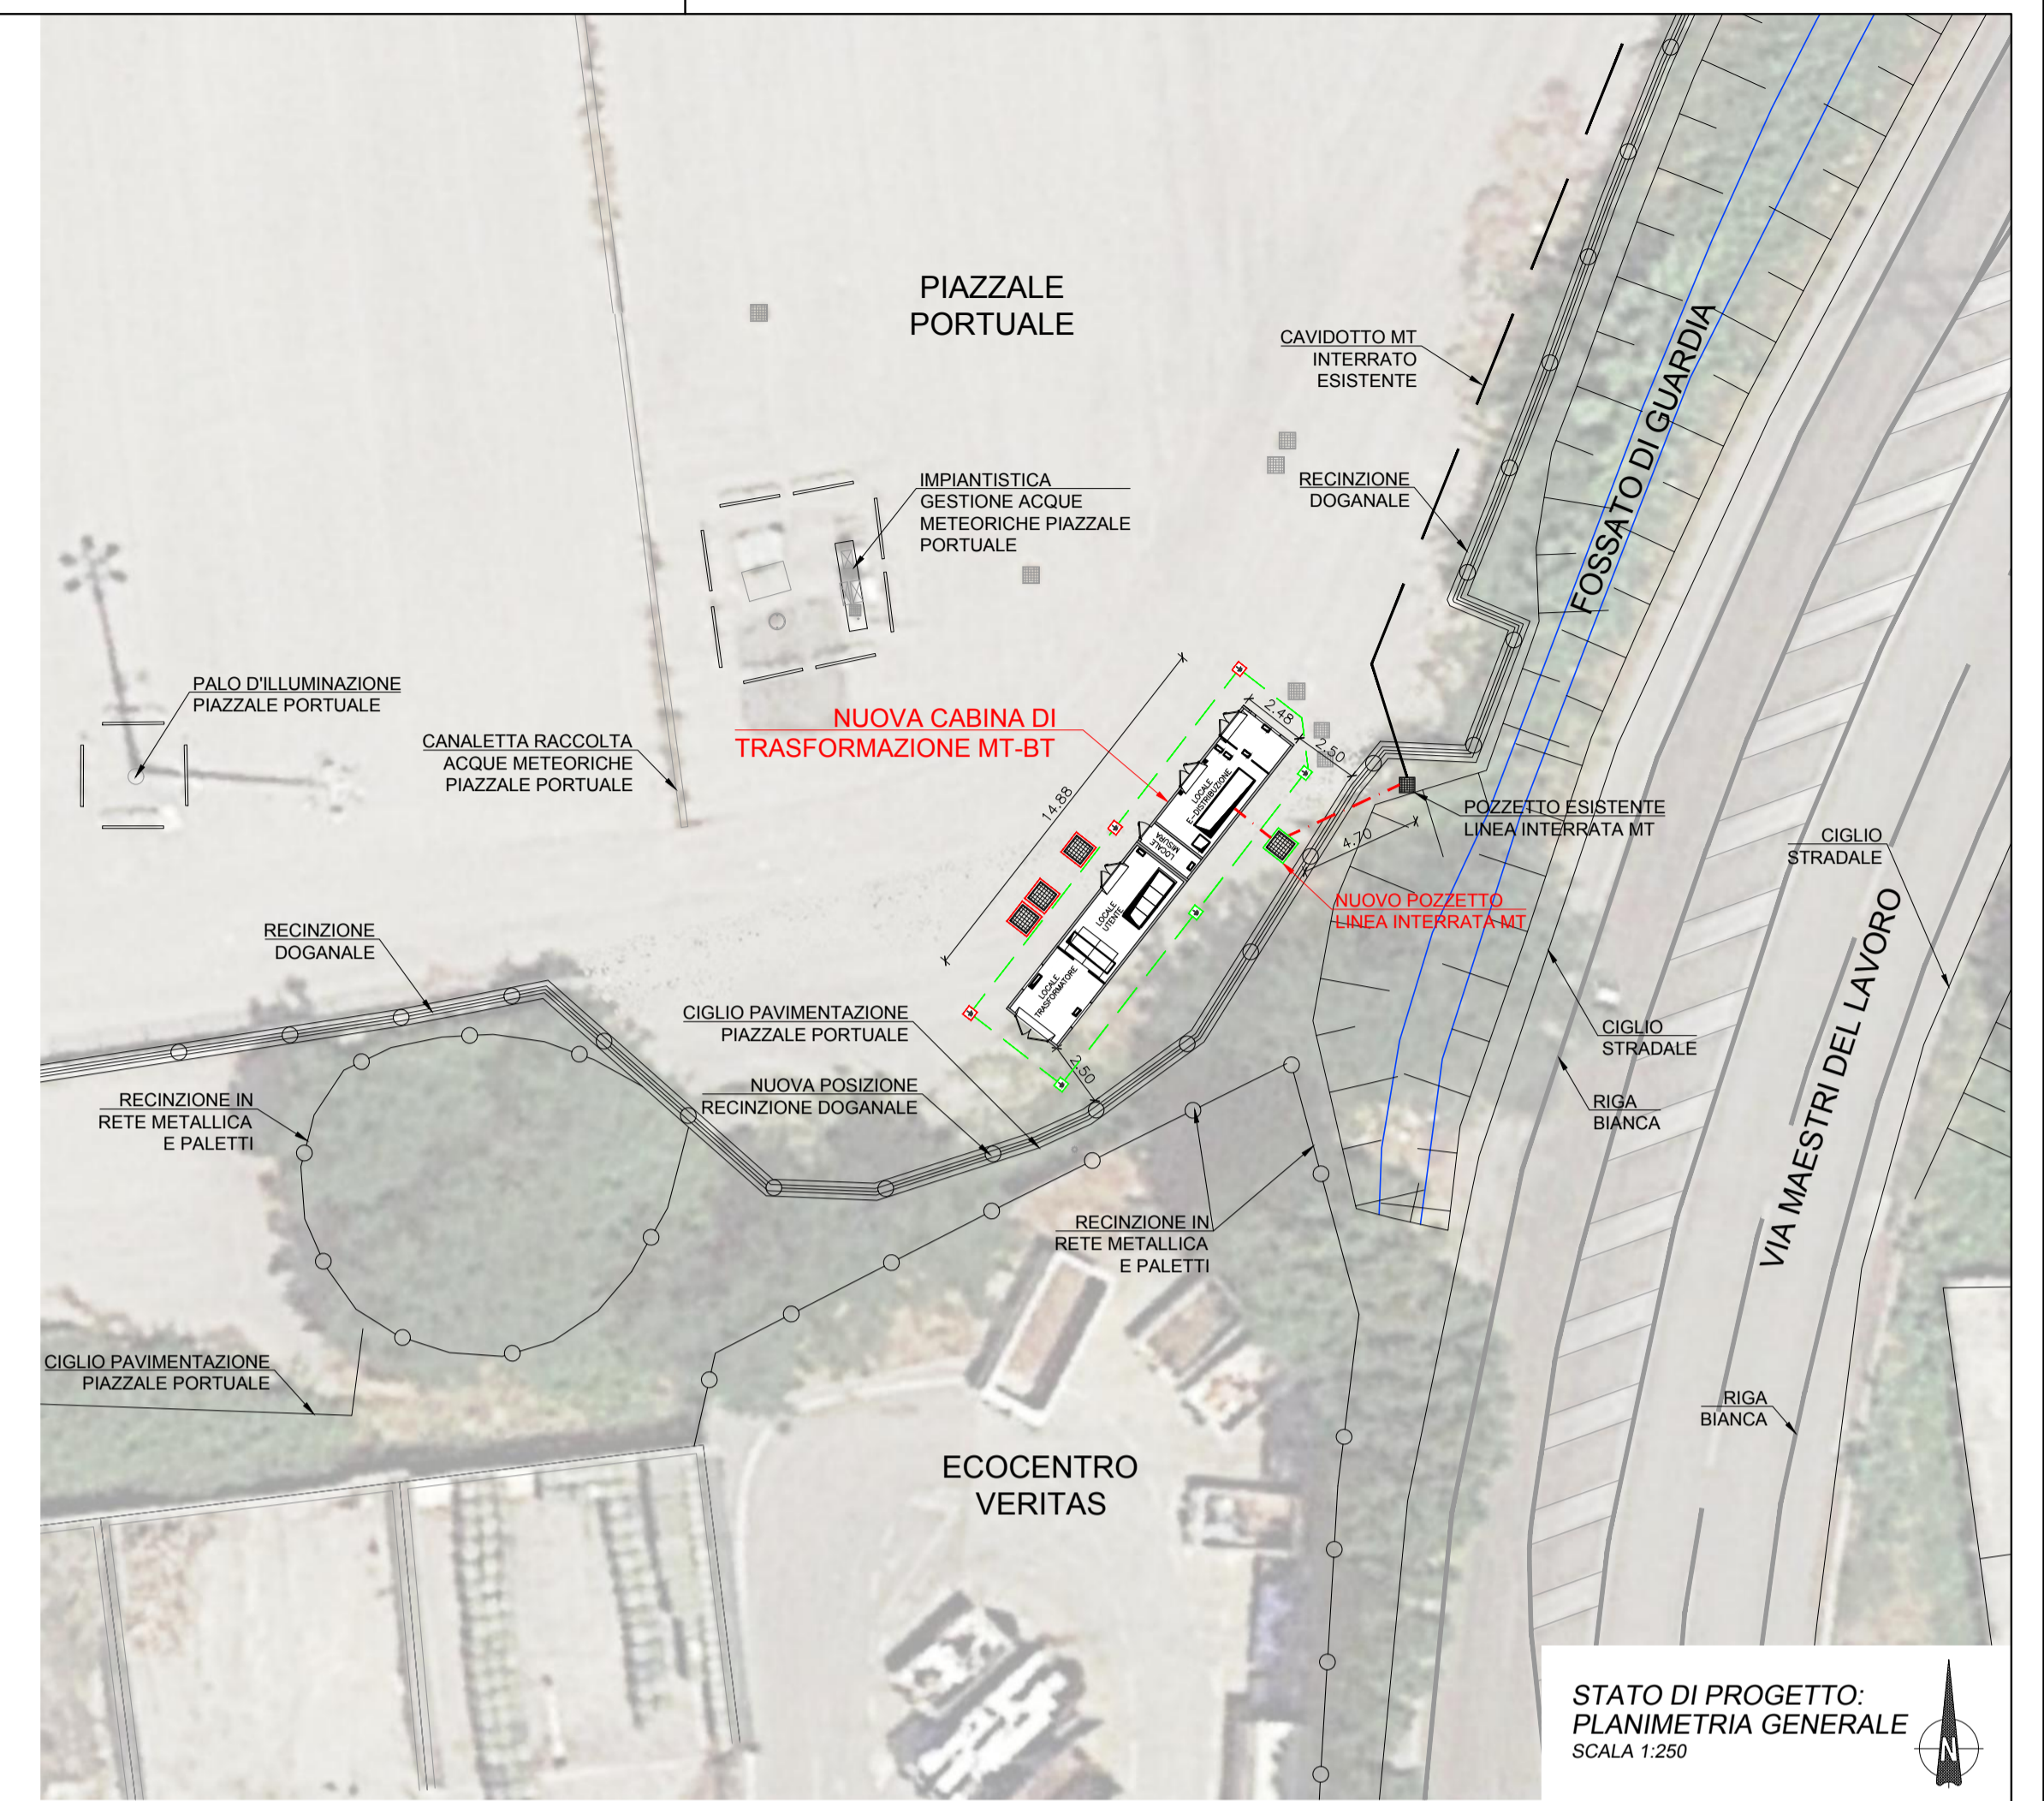 PIAZZALE
PORTUALE
CAVIDOTTO MT
INTERRATO
ESISTENTE
FOSSATO DI GUARDIA
IMPIANTISTICA
GESTIONE ACQUE
METEORICHE PIAZZALE
PORTUALE
RECINZIONE
DOGANALE
PALO D'ILLUMINAZIONE
PIAZZALE PORTUALE
CANALETTA RACCOLTA
ACQUE METEORICHE
PIAZZALE PORTUALE
NUOVA CABINA DI
TRASFORMAZIONE MT-BT
2.48
2.50
14.88
LOCALE
E-DISTRIBUZIONE
LOCALE
MISURA
LOCALE
UTENTE
LOCALE
TRASFORMATORE
2.50
4.70
POZZETTO ESISTENTE
LINEA INTERRATA MT
NUOVO POZZETTO
LINEA INTERRATA MT
CIGLIO
STRADALE
VIA MAESTRI DEL LAVORO
RECINZIONE
DOGANALE
CIGLIO PAVIMENTAZIONE
PIAZZALE PORTUALE
NUOVA POSIZIONE
RECINZIONE DOGANALE
CIGLIO
STRADALE
RIGA
BIANCA
RECINZIONE IN
RETE METALLICA
E PALETTI
RECINZIONE IN
RETE METALLICA
E PALETTI
CIGLIO PAVIMENTAZIONE
PIAZZALE PORTUALE
RIGA
BIANCA
ECOCENTRO
VERITAS
STATO DI PROGETTO:
PLANIMETRIA GENERALE
SCALA 1:250
N